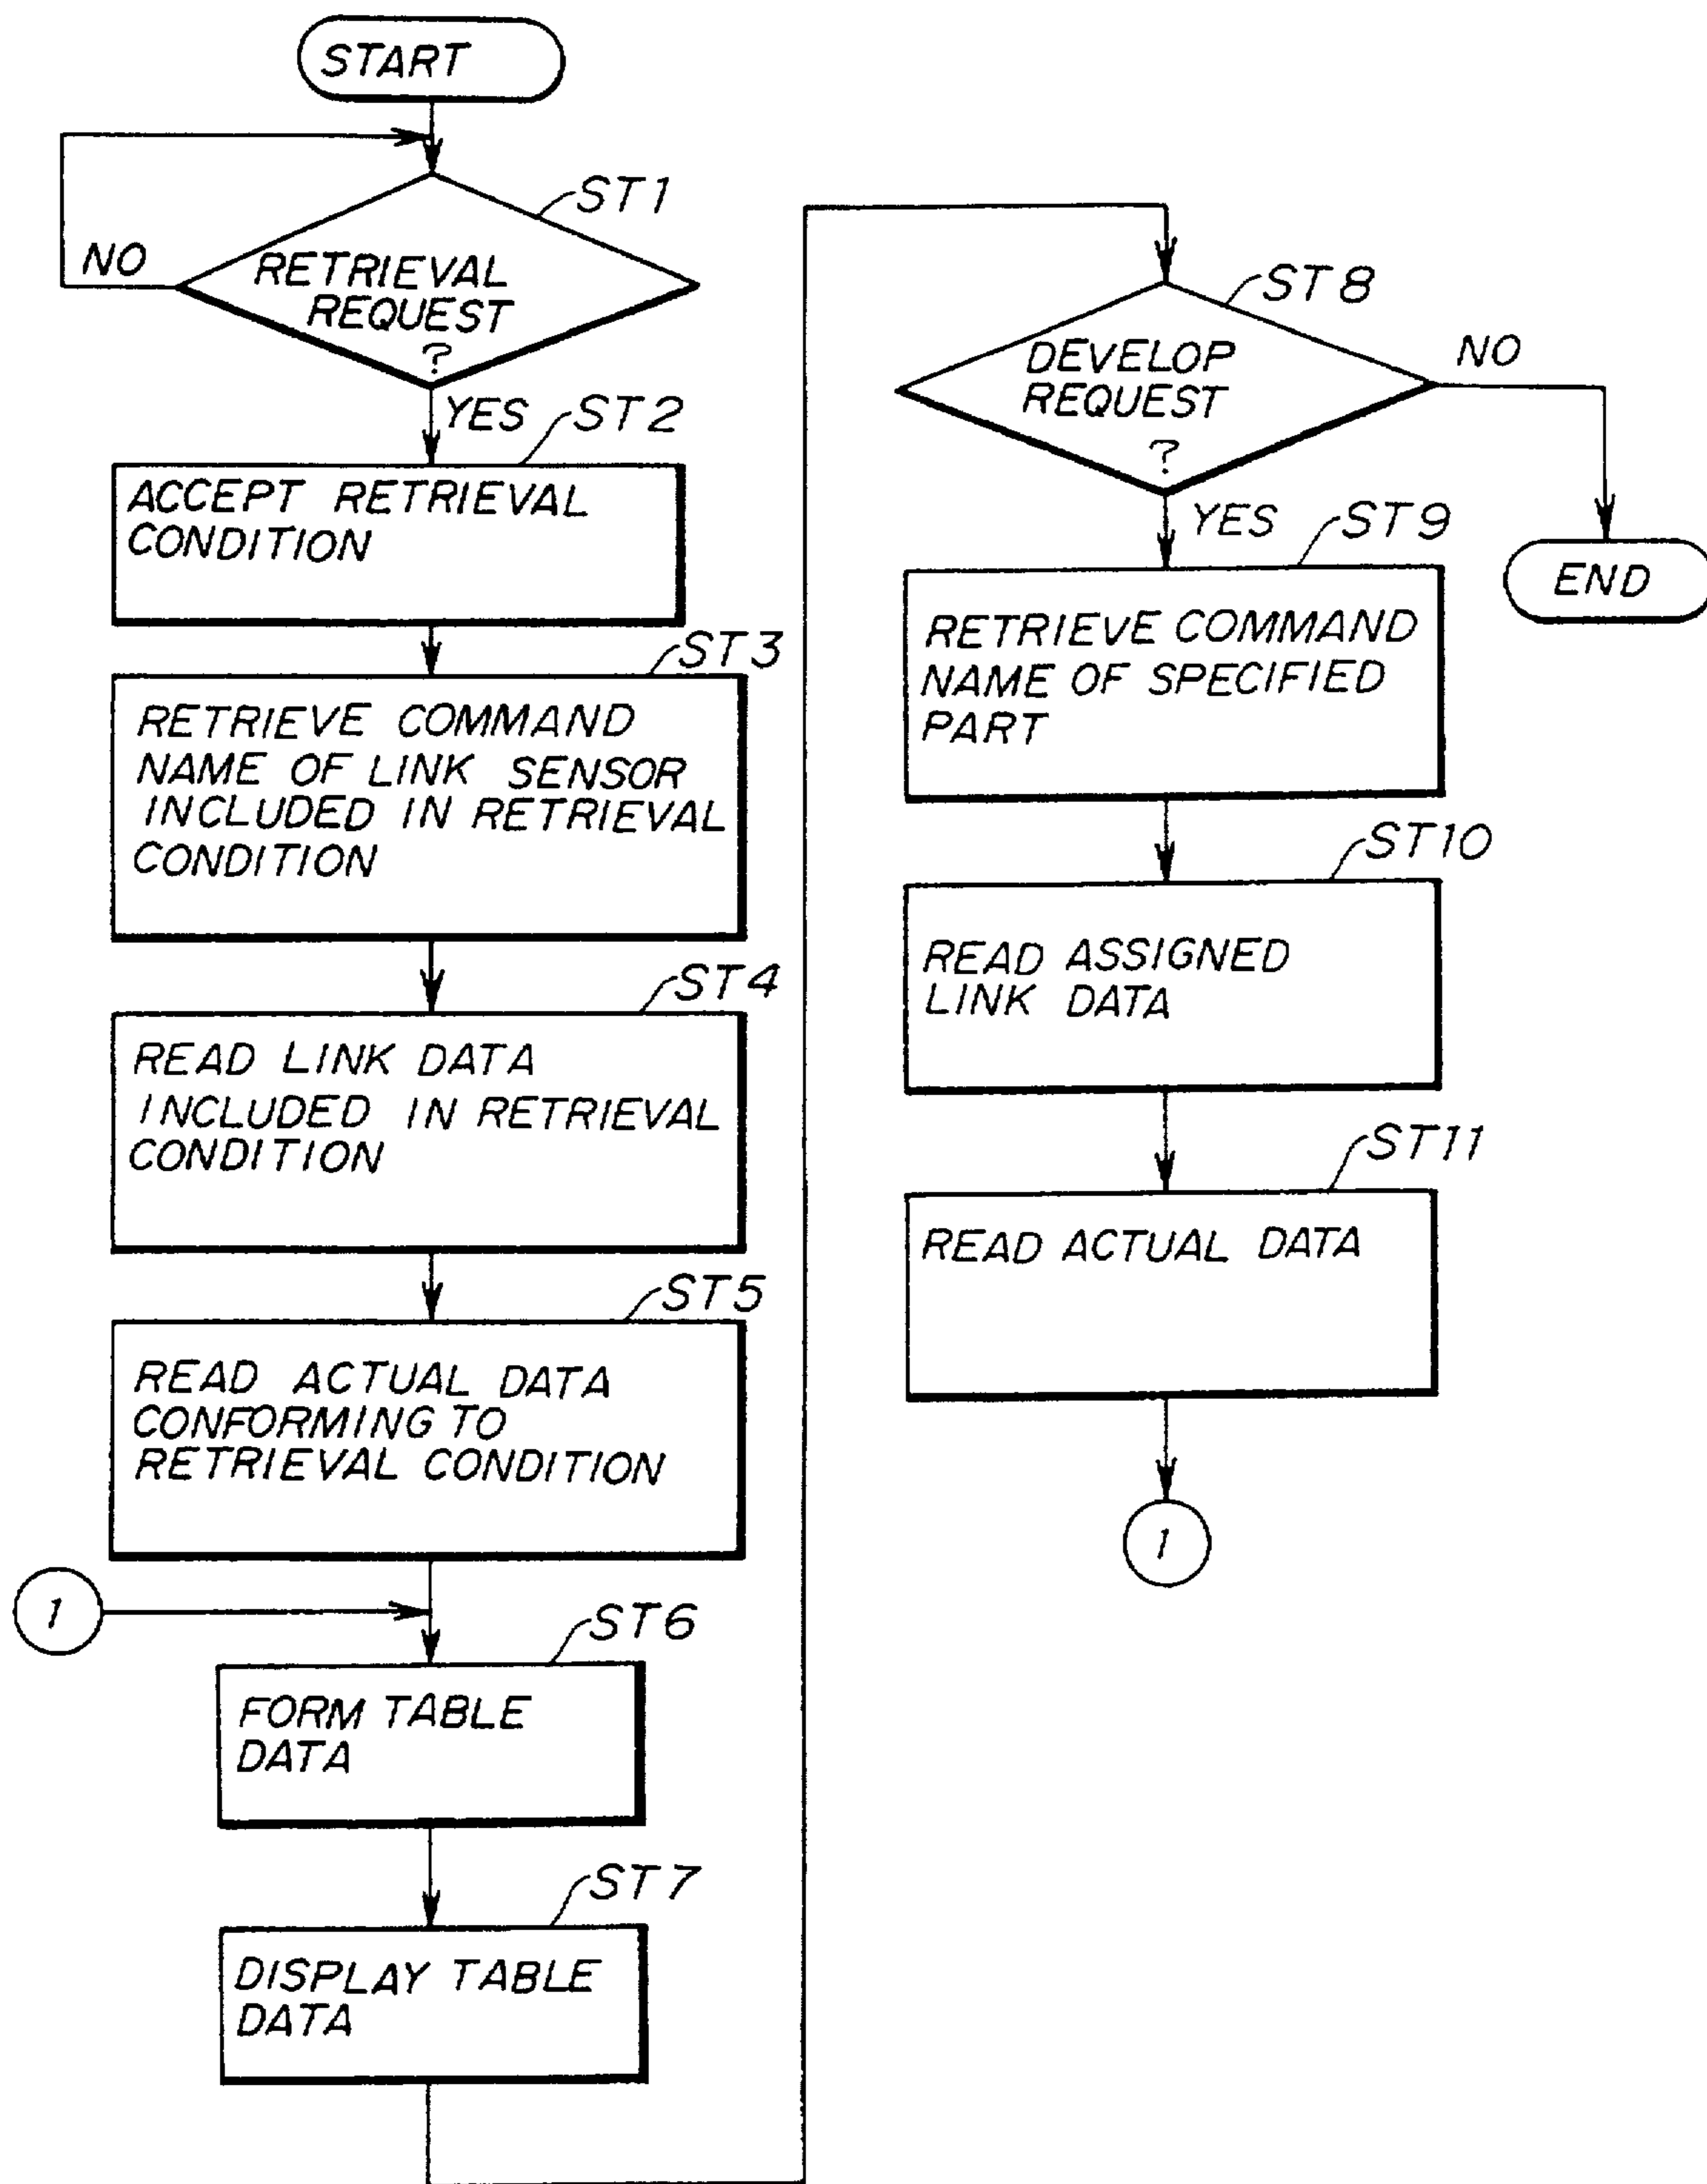 START
ST1
NO
RETRIEVAL
REQUEST
?
YES
ST2
ACCEPT RETRIEVAL
CONDITION
ST3
RETRIEVE COMMAND
NAME OF LINK SENSOR
INCLUDED IN RETRIEVAL
CONDITION
ST4
READ LINK DATA
INCLUDED IN RETRIEVAL
CONDITION
ST5
READ ACTUAL DATA
CONFORMING TO
RETRIEVAL CONDITION
1
ST6
FORM TABLE
DATA
ST7
DISPLAY TABLE
DATA
ST8
DEVELOP
REQUEST
?
NO
END
YES
ST9
RETRIEVE COMMAND
NAME OF SPECIFIED
PART
ST10
READ ASSIGNED
LINK DATA
ST11
READ ACTUAL DATA
1